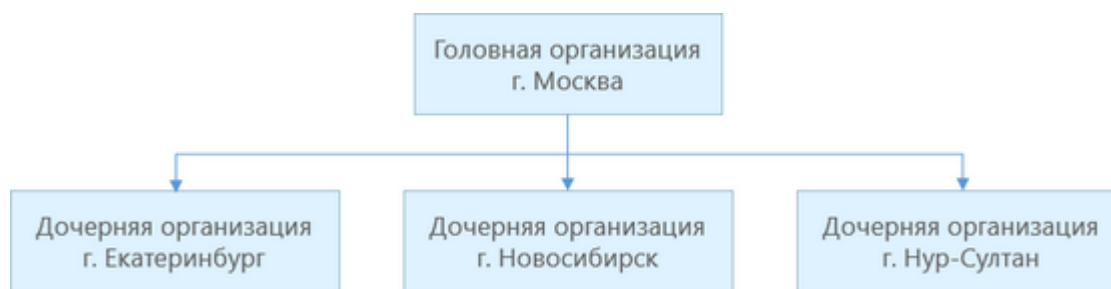 Головная организация
г. Москва
Дочерняя организация
г. Екатеринбург
Дочерняя организация
г. Новосибирск
Дочерняя организация
г. Нур-Султан